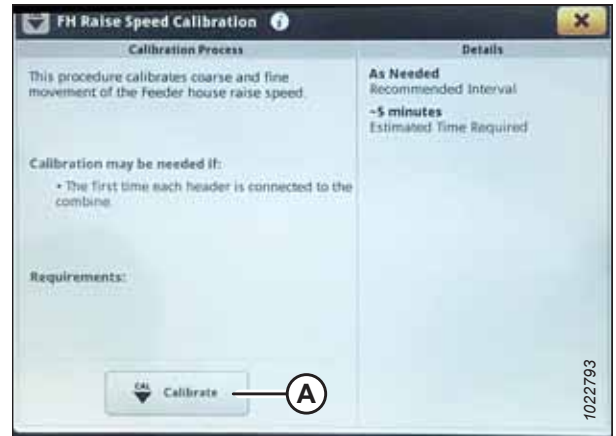 FH Raise Speed Calibration i
Calibration Process
This procedure calibrates coarse and fine
movement of the Feeder house raise speed.
Calibration may be needed if:
• The first time each header is connected to the
combine.
Requirements:
CAL Calibrate
Details
As Needed
Recommended Interval
~5 minutes
Estimated Time Required
A
1022793